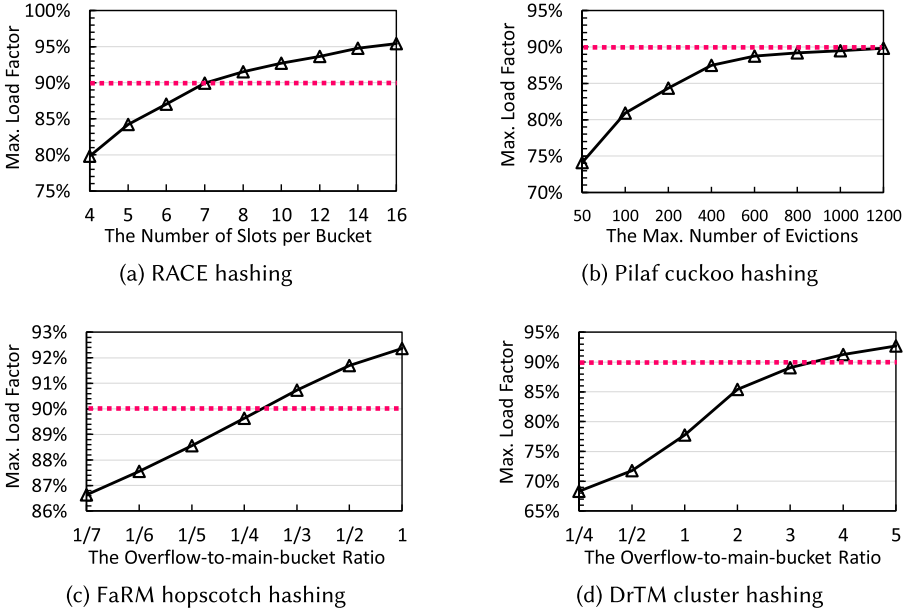 Max. Load Factor
100%
95%
90%
85%
80%
75%
4 5 6 7 8 10 12 14 16
The Number of Slots per Bucket
(a) RACE hashing
Max. Load Factor
95%
90%
85%
80%
75%
70%
50 100 200 400 600 800 1000 1200
The Max. Number of Evictions
(b) Pilaf cuckoo hashing
Max. Load Factor
93%
92%
91%
90%
89%
88%
87%
86%
1/7 1/6 1/5 1/4 1/3 1/2 1
The Overflow-to-main-bucket Ratio
(c) FaRM hopscotch hashing
Max. Load Factor
95%
90%
85%
80%
75%
70%
65%
1/4 1/2 1 2 3 4 5
The Overflow-to-main-bucket Ratio
(d) DrTM cluster hashing